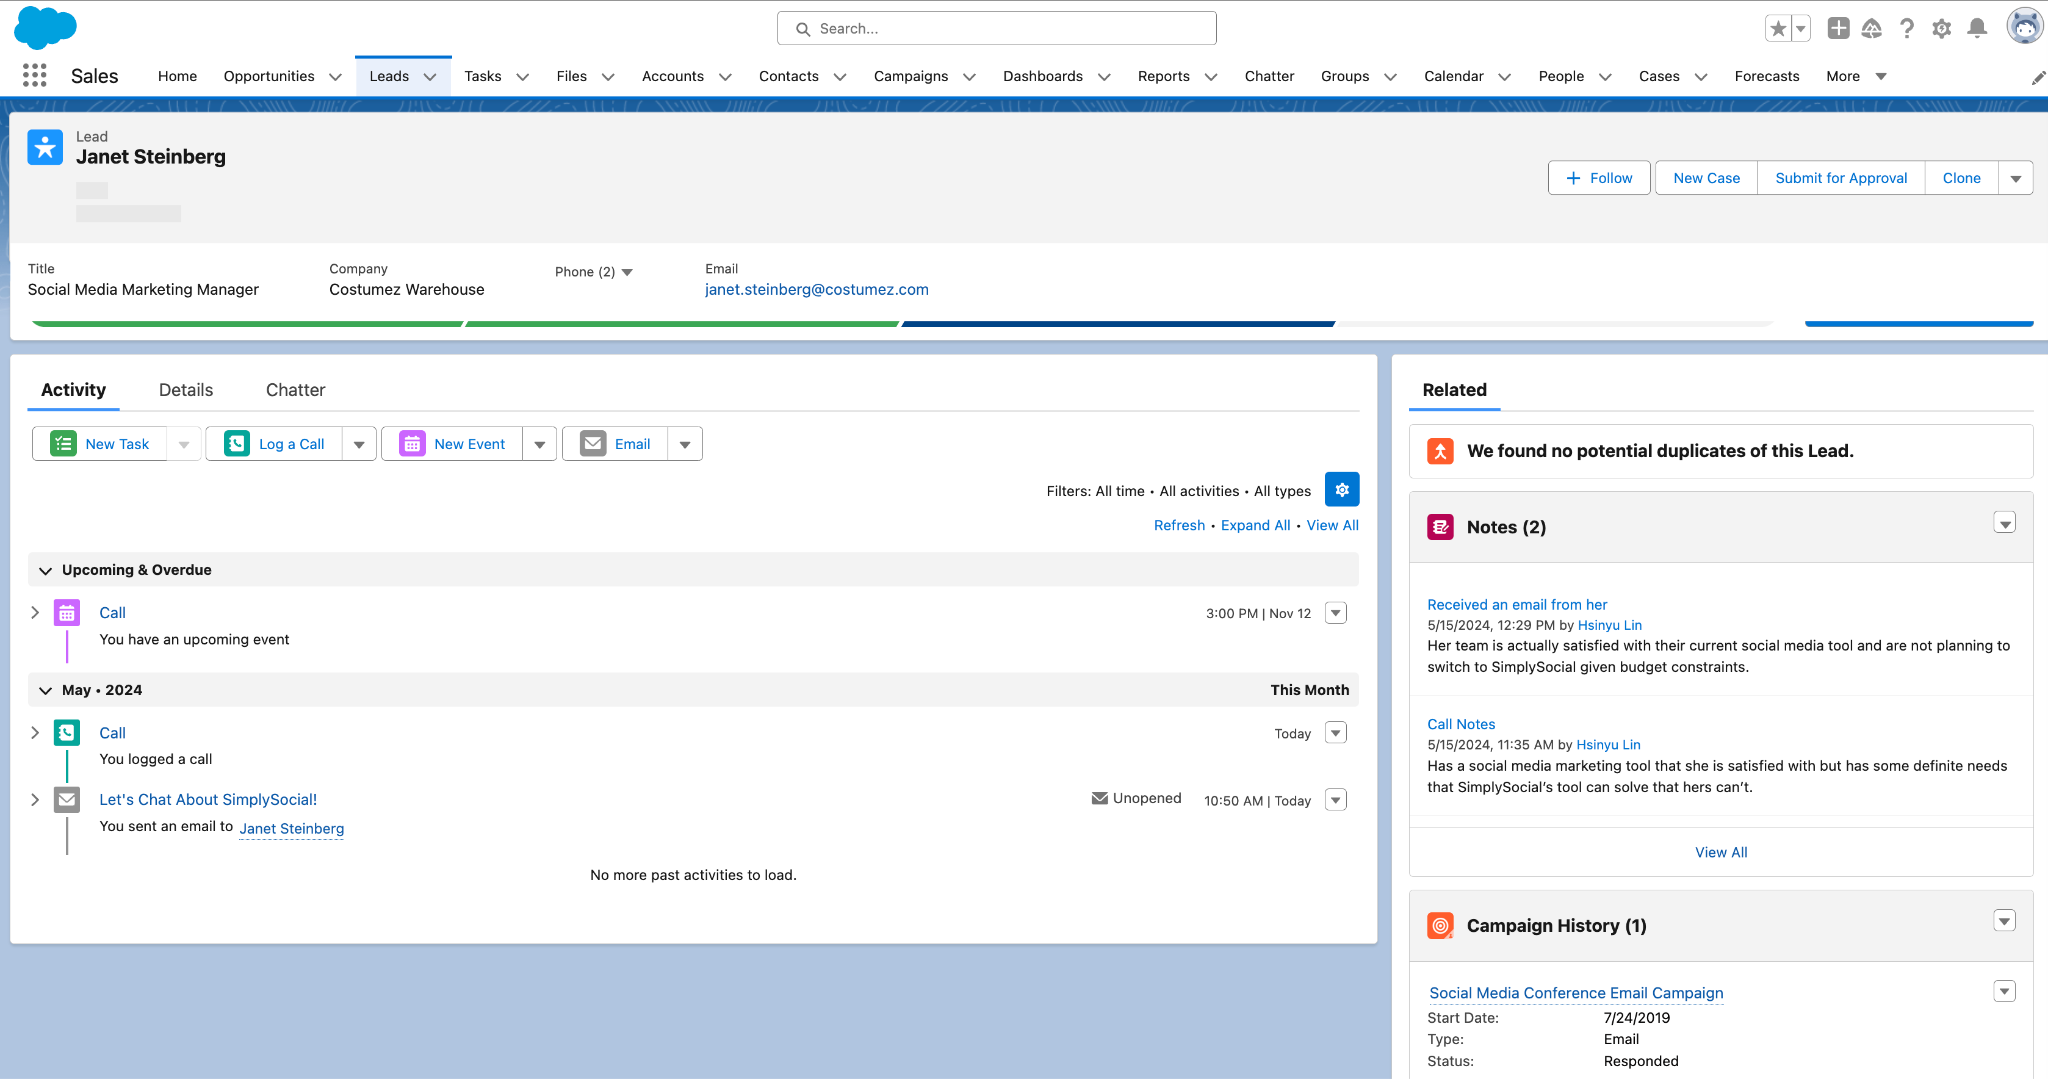 Search...
Sales
Home
Opportunities
Leads
Tasks
Files
Accounts
Contacts
Campaigns
Dashboards
Reports
Chatter
Groups
Calendar
People
Cases
Forecasts
More
Lead
Janet Steinberg
Follow
New Case
Submit for Approval
Clone
Title
Social Media Marketing Manager
Company
Costumez Warehouse
Phone (2)
Email
janet.steinberg@costumez.com
Activity
Details
Chatter
New Task
Log a Call
New Event
Email
Filters: All time • All activities • All types
Refresh • Expand All • View All
Upcoming & Overdue
Call
3:00 PM | Nov 12
You have an upcoming event
May • 2024
This Month
Call
Today
You logged a call
Let's Chat About SimplySocial!
Unopened
10:50 AM | Today
You sent an email to Janet Steinberg
No more past activities to load.
Related
We found no potential duplicates of this Lead.
Notes (2)
Received an email from her
5/15/2024, 12:29 PM by Hsinyu Lin
Her team is actually satisfied with their current social media tool and are not planning to
switch to SimplySocial given budget constraints.
Call Notes
5/15/2024, 11:35 AM by Hsinyu Lin
Has a social media marketing tool that she is satisfied with but has some definite needs
that SimplySocial’s tool can solve that hers can’t.
View All
Campaign History (1)
Social Media Conference Email Campaign
Start Date: 7/24/2019
Type: Email
Status: Responded